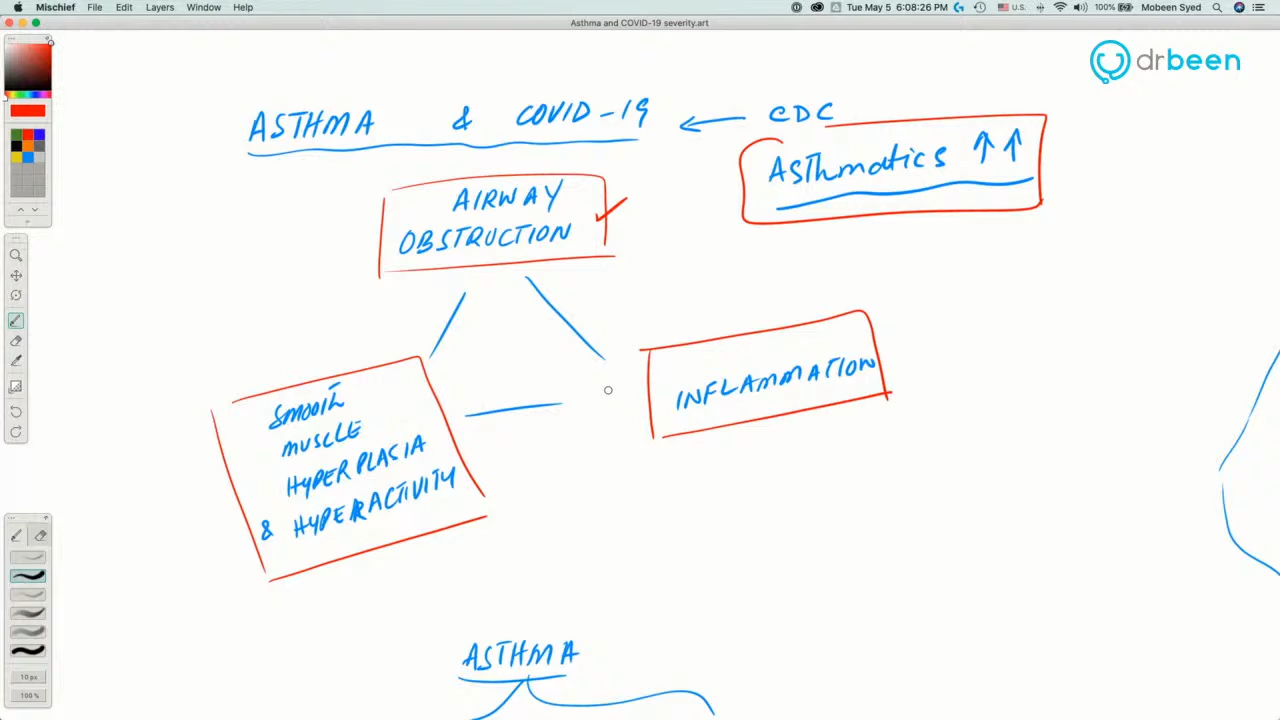 Mischief File Edit Layers Window Help
100% Tue May 5 6:08:26 PM U.S. 100% Mobeen Syed
Asthma and COVID-19 severity.art
drbeen
ASTHMA & COVID-19 ← CDC
Asthmatics ↑↑
AIRWAY
OBSTRUCTION
INFLAMMATION
SMOOTH
MUSCLE
HYPERPLASIA
& HYPERACTIVITY
ASTHMA
10 px
100 %